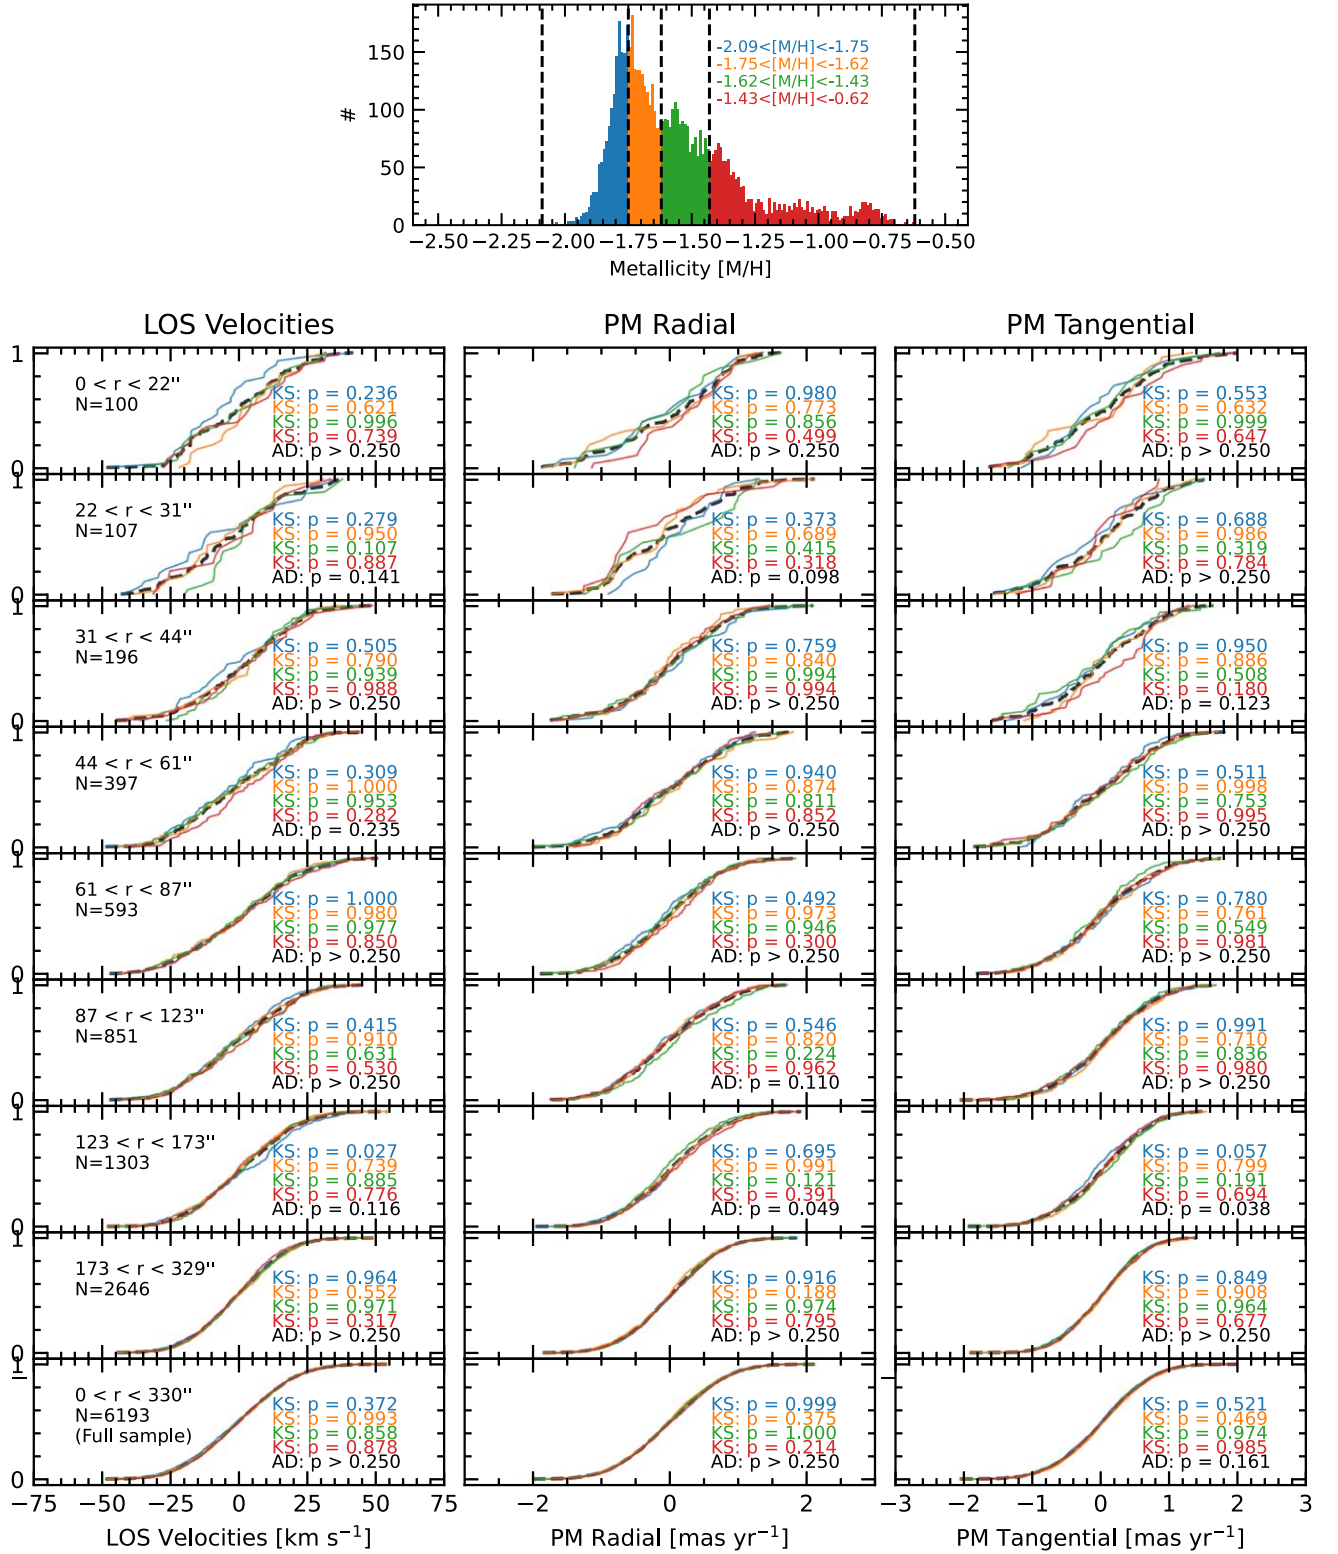 -2.09<[M/H]<-1.75
-1.75<[M/H]<-1.62
-1.62<[M/H]<-1.43
-1.43<[M/H]<-0.62
150
100
50
0
#
−2.50 −2.25 −2.00 −1.75 −1.50 −1.25 −1.00 −0.75 −0.50
Metallicity [M/H]
LOS Velocities PM Radial PM Tangential
1
0 < r < 22''
N=100
KS: p = 0.236
KS: p = 0.621
KS: p = 0.996
KS: p = 0.739
AD: p > 0.250
KS: p = 0.980
KS: p = 0.773
KS: p = 0.856
KS: p = 0.499
AD: p > 0.250
KS: p = 0.553
KS: p = 0.632
KS: p = 0.999
KS: p = 0.647
AD: p > 0.250
0
22 < r < 31''
N=107
KS: p = 0.279
KS: p = 0.950
KS: p = 0.107
KS: p = 0.887
AD: p = 0.141
KS: p = 0.373
KS: p = 0.689
KS: p = 0.415
KS: p = 0.318
AD: p = 0.098
KS: p = 0.688
KS: p = 0.986
KS: p = 0.319
KS: p = 0.784
AD: p > 0.250
1
31 < r < 44''
N=196
KS: p = 0.505
KS: p = 0.790
KS: p = 0.939
KS: p = 0.988
AD: p > 0.250
KS: p = 0.759
KS: p = 0.840
KS: p = 0.994
KS: p = 0.994
AD: p > 0.250
KS: p = 0.950
KS: p = 0.886
KS: p = 0.508
KS: p = 0.180
AD: p = 0.123
0
44 < r < 61''
N=397
KS: p = 0.309
KS: p = 1.000
KS: p = 0.953
KS: p = 0.282
AD: p = 0.235
KS: p = 0.940
KS: p = 0.874
KS: p = 0.811
KS: p = 0.852
AD: p > 0.250
KS: p = 0.511
KS: p = 0.998
KS: p = 0.753
KS: p = 0.995
AD: p > 0.250
61 < r < 87''
N=593
KS: p = 1.000
KS: p = 0.980
KS: p = 0.977
KS: p = 0.850
AD: p > 0.250
KS: p = 0.492
KS: p = 0.973
KS: p = 0.946
KS: p = 0.300
AD: p > 0.250
KS: p = 0.780
KS: p = 0.761
KS: p = 0.549
KS: p = 0.981
AD: p > 0.250
87 < r < 123''
N=851
KS: p = 0.415
KS: p = 0.910
KS: p = 0.631
KS: p = 0.530
AD: p > 0.250
KS: p = 0.546
KS: p = 0.820
KS: p = 0.224
KS: p = 0.962
AD: p = 0.110
KS: p = 0.991
KS: p = 0.710
KS: p = 0.836
KS: p = 0.980
AD: p > 0.250
123 < r < 173''
N=1303
KS: p = 0.027
KS: p = 0.739
KS: p = 0.885
KS: p = 0.776
AD: p = 0.116
KS: p = 0.695
KS: p = 0.991
KS: p = 0.121
KS: p = 0.391
AD: p = 0.049
KS: p = 0.057
KS: p = 0.799
KS: p = 0.191
KS: p = 0.694
AD: p = 0.038
173 < r < 329''
N=2646
KS: p = 0.964
KS: p = 0.552
KS: p = 0.971
KS: p = 0.317
AD: p > 0.250
KS: p = 0.916
KS: p = 0.188
KS: p = 0.974
KS: p = 0.795
AD: p > 0.250
KS: p = 0.849
KS: p = 0.908
KS: p = 0.964
KS: p = 0.677
AD: p > 0.250
0 < r < 330''
N=6193
(Full sample)
KS: p = 0.372
KS: p = 0.993
KS: p = 0.858
KS: p = 0.878
AD: p > 0.250
KS: p = 0.999
KS: p = 0.375
KS: p = 1.000
KS: p = 0.214
AD: p > 0.250
KS: p = 0.521
KS: p = 0.469
KS: p = 0.974
KS: p = 0.985
AD: p = 0.161
0
−75 −50 −25 0 25 50 75 −2 0 2 −3 −2 −1 0 1 2 3
LOS Velocities [km s⁻¹] PM Radial [mas yr⁻¹] PM Tangential [mas yr⁻¹]